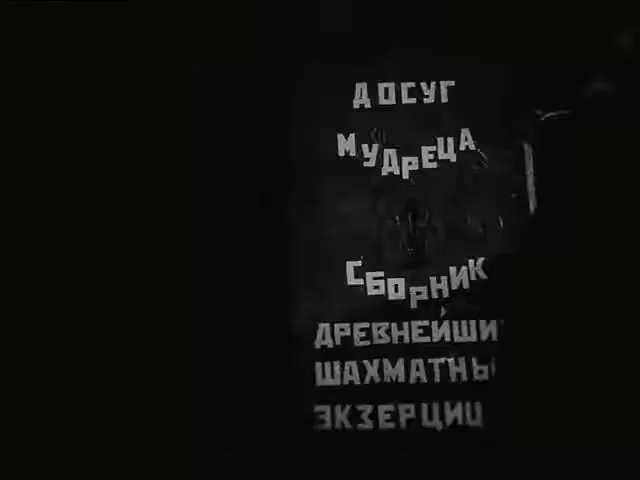 ДОСУГ
МУДРЕЦА
СБОРНИК
ДРЕВНЕЙШИ
ШАХМАТНЫ
ЭКЗЕРЦИЦ